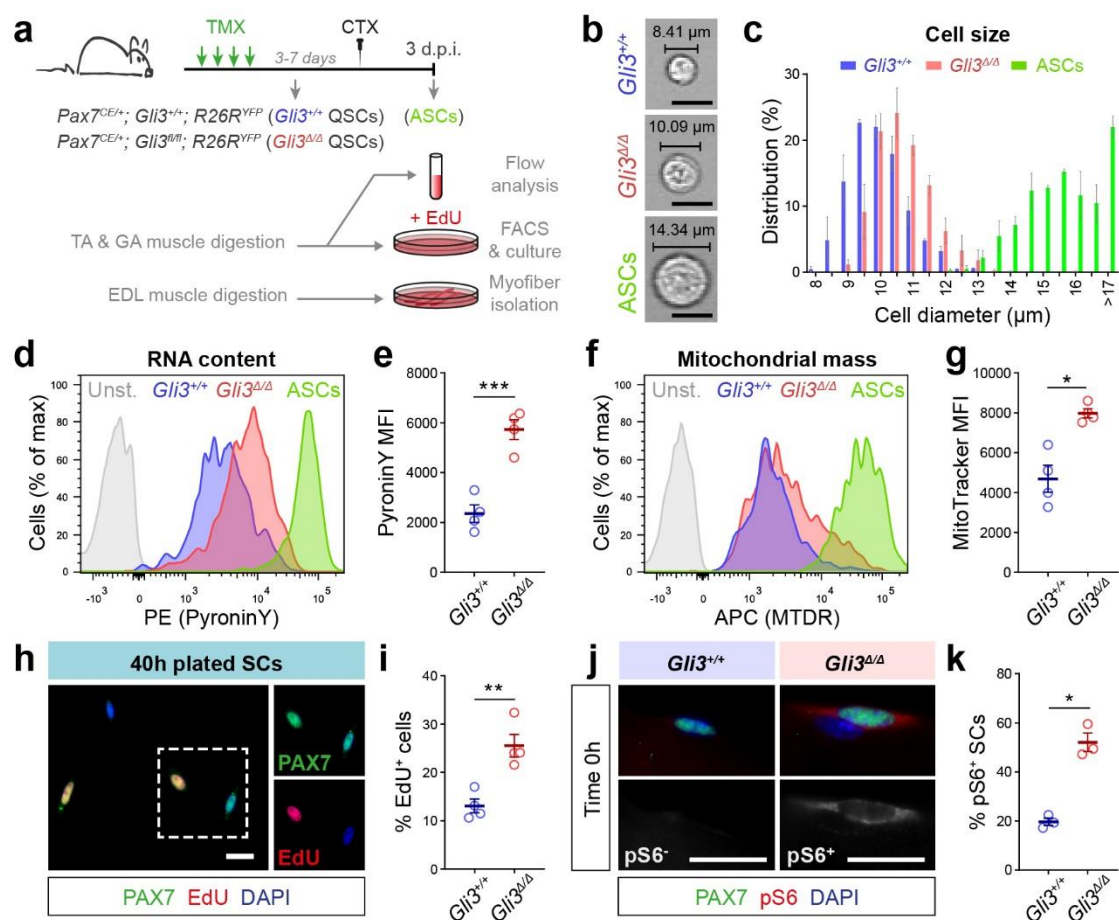 a
TMX
CTX
3-7 days
3 d.p.i.
Pax7CE/+; Gli3+/+; R26RYFP (Gli3+/+ QSCs)
(ASCs)
Pax7CE/+; Gli3fl/fl; R26RYFP (Gli3Δ/Δ QSCs)
Flow
analysis
+ EdU
TA & GA muscle digestion
FACS
& culture
EDL muscle digestion
Myofiber
isolation
b
Gli3+/+
8.41 µm
Gli3Δ/Δ
10.09 µm
ASCs
14.34 µm
c
Cell size
Gli3+/+ Gli3Δ/Δ ASCs
Distribution (%)
30
20
10
0
8 9 10 11 12 13 14 15 16 >17
Cell diameter (µm)
d
RNA content
Unst. Gli3+/+ Gli3Δ/Δ ASCs
Cells (% of max)
100
80
60
40
20
0
-10³ 0 10³ 10⁴ 10⁵
PE (PyroninY)
e
PyroninY MFI
8000
6000
4000
2000
0
***
Gli3+/+ Gli3Δ/Δ
f
Mitochondrial mass
Unst. Gli3+/+ Gli3Δ/Δ ASCs
Cells (% of max)
100
80
60
40
20
0
-10³ 0 10³ 10⁴ 10⁵
APC (MTDR)
g
MitoTracker MFI
10000
8000
6000
4000
2000
0
*
Gli3+/+ Gli3Δ/Δ
h
40h plated SCs
PAX7
EdU
PAX7 EdU DAPI
i
% EdU+ cells
40
30
20
10
0
**
Gli3+/+ Gli3Δ/Δ
j
Gli3+/+ Gli3Δ/Δ
Time 0h
pS6- pS6+
PAX7 pS6 DAPI
k
% pS6+ SCs
80
60
40
20
0
*
Gli3+/+ Gli3Δ/Δ